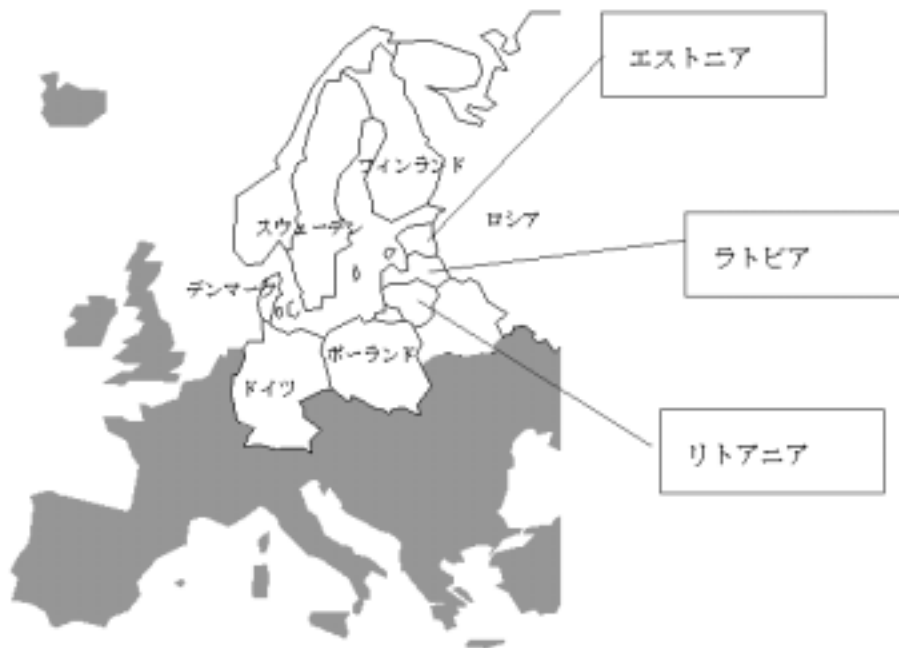 エストニア
フィンランド
スウェーデン
ロシア
ラトビア
デンマーク
ポーランド
ドイツ
リトアニア